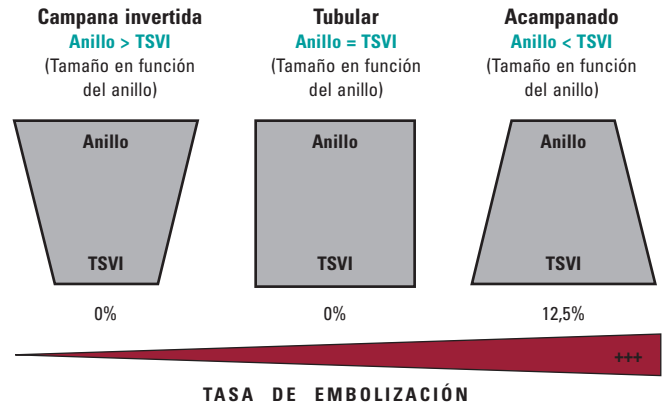 Campana invertida
Anillo > TSVI
(Tamaño en función
del anillo)
Anillo
TSVI
0%
Tubular
Anillo = TSVI
(Tamaño en función
del anillo)
Anillo
TSVI
0%
Acampanado
Anillo < TSVI
(Tamaño en función
del anillo)
Anillo
TSVI
12,5%
+++
TASA DE EMBOLIZACIÓN